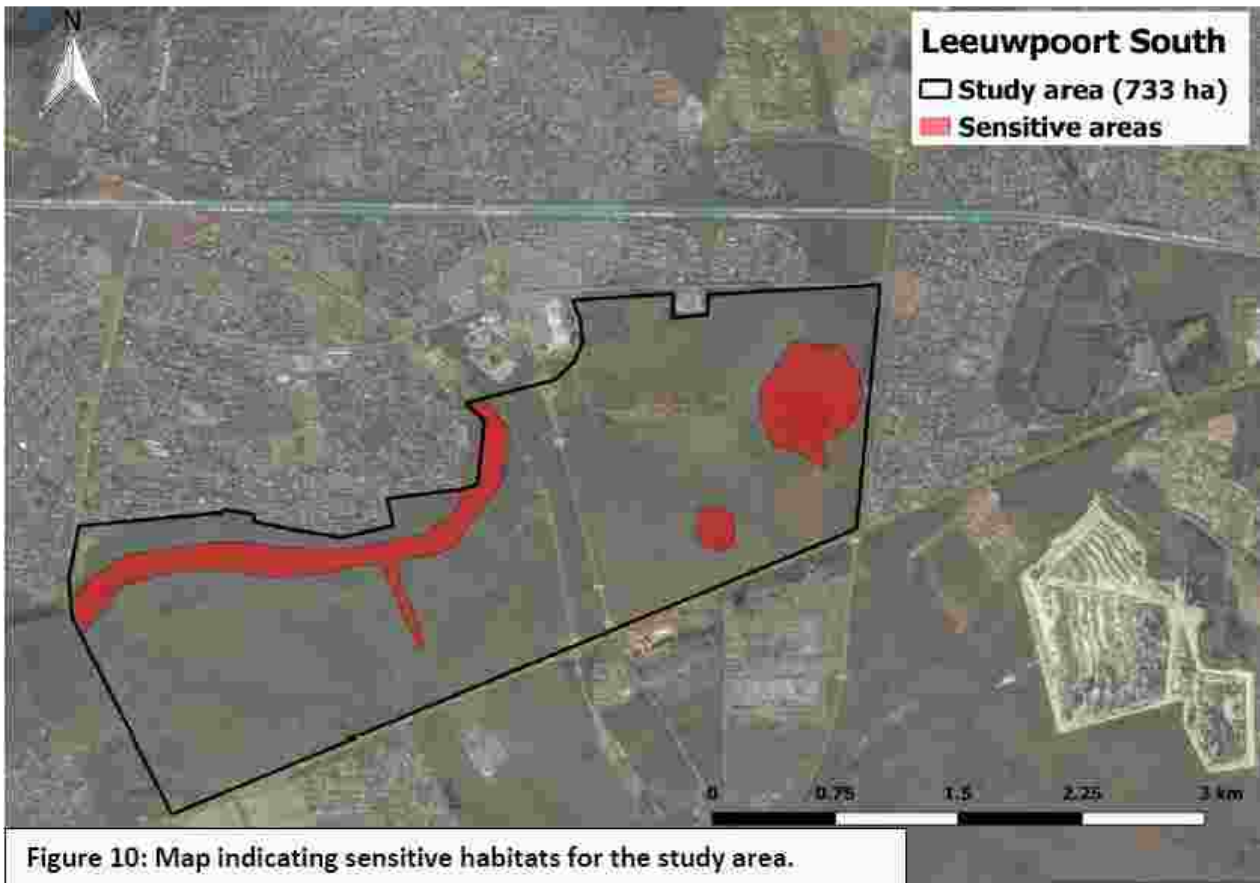 N
Leeuwpoort South
Study area (733 ha)
Sensitive areas
0 0.75 1.5 2.25 3 km
Figure 10: Map indicating sensitive habitats for the study area.